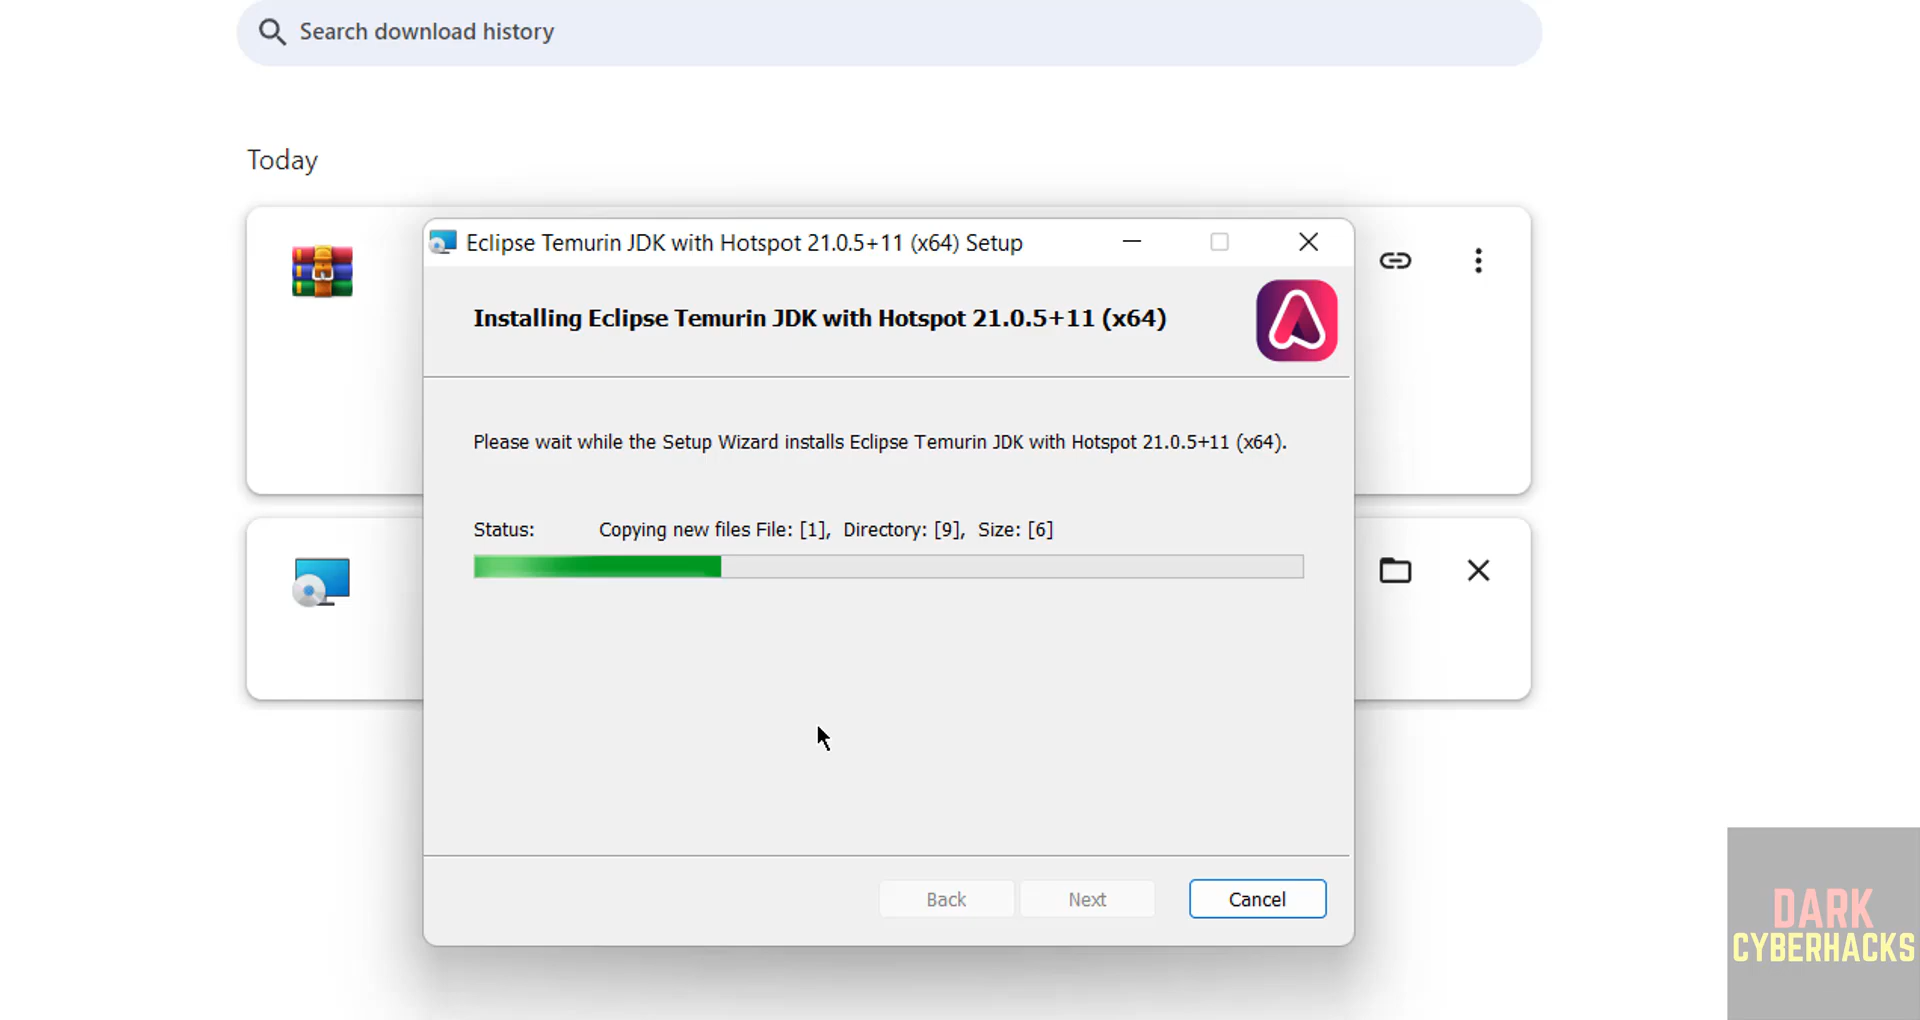 Search download history
Today
Eclipse Temurin JDK with Hotspot 21.0.5+11 (x64) Setup
Installing Eclipse Temurin JDK with Hotspot 21.0.5+11 (x64)
Please wait while the Setup Wizard installs Eclipse Temurin JDK with Hotspot 21.0.5+11 (x64).
Status: Copying new files File: [1], Directory: [9], Size: [6]
Back Next Cancel
DARK
CYBERHACKS